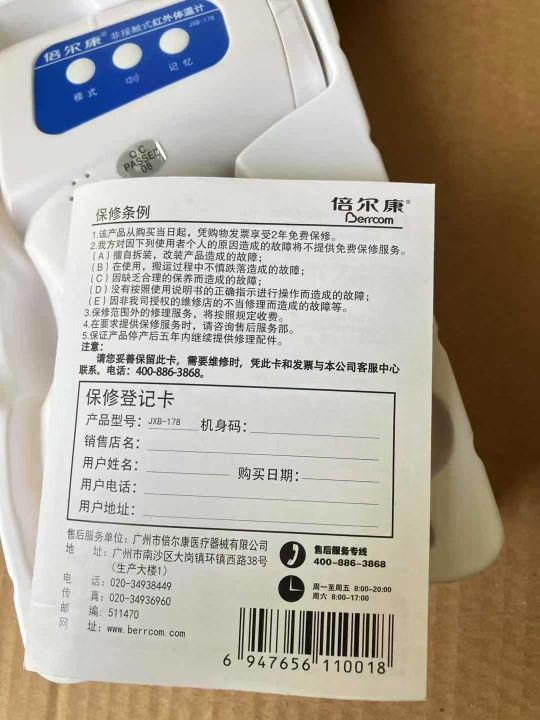 倍尔康® 非接触式红外体温计
JXB-178
模式
记忆
Q.C.
PASSED
08
倍尔康®
Berrcom
保修条例
1.该产品从购买当日起，凭购物发票享受2年免费保修。
2.我方对因下列使用者个人的原因造成的故障将不提供免费保修服务。
(A)擅自拆装，改装产品造成的故障；
(B)在使用，搬运过程中不慎跌落造成的故障；
(C)因缺乏合理的保养而造成的故障；
(D)没有按照使用说明书的正确指示进行操作而造成的故障；
(E)因非我司授权的维修店的不当修理而造成的故障等。
3.保修范围外的修理服务，将按照规定收费。
4.在要求提供保修服务时，请咨询售后服务部。
5.保证产品停产后五年内继续提供修理配件。
注意：
请您妥善保留此卡，需要维修时，凭此卡和发票与本公司客服中心
联系。电话：400-886-3868。
保修登记卡
产品型号：JXB-178 机身码：
销售店名：
用户姓名： 购买日期：
用户电话：
用户地址：
售后服务单位：广州市倍尔康医疗器械有限公司
地 址：广州市南沙区大岗镇环镇西路38号
（生产大楼1）
电 话：020-34938449
传 真：020-34936960
邮 编：511470
网 址：www.berrcom.com
售后服务专线
400-886-3868
周一至周五 8:00-20:00
周六 8:00-17:00
6 947656 110018